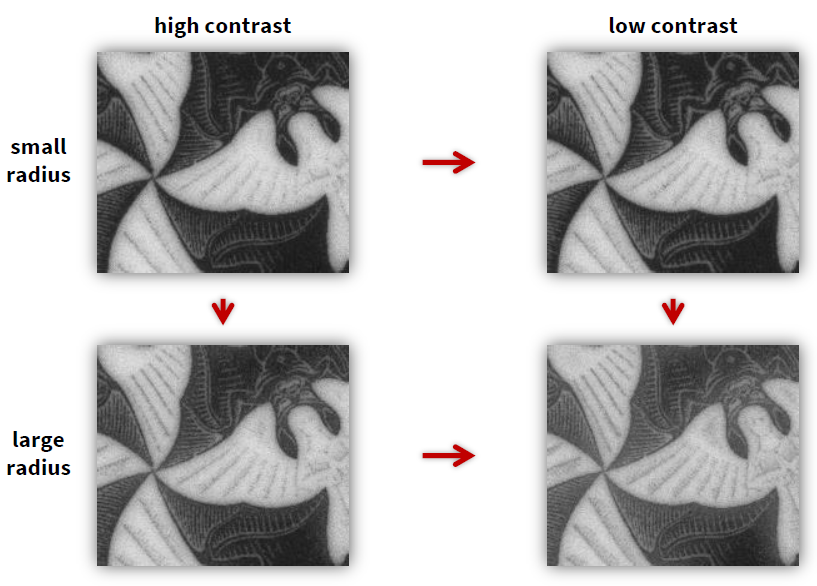 high contrast
low contrast
small
radius
large
radius